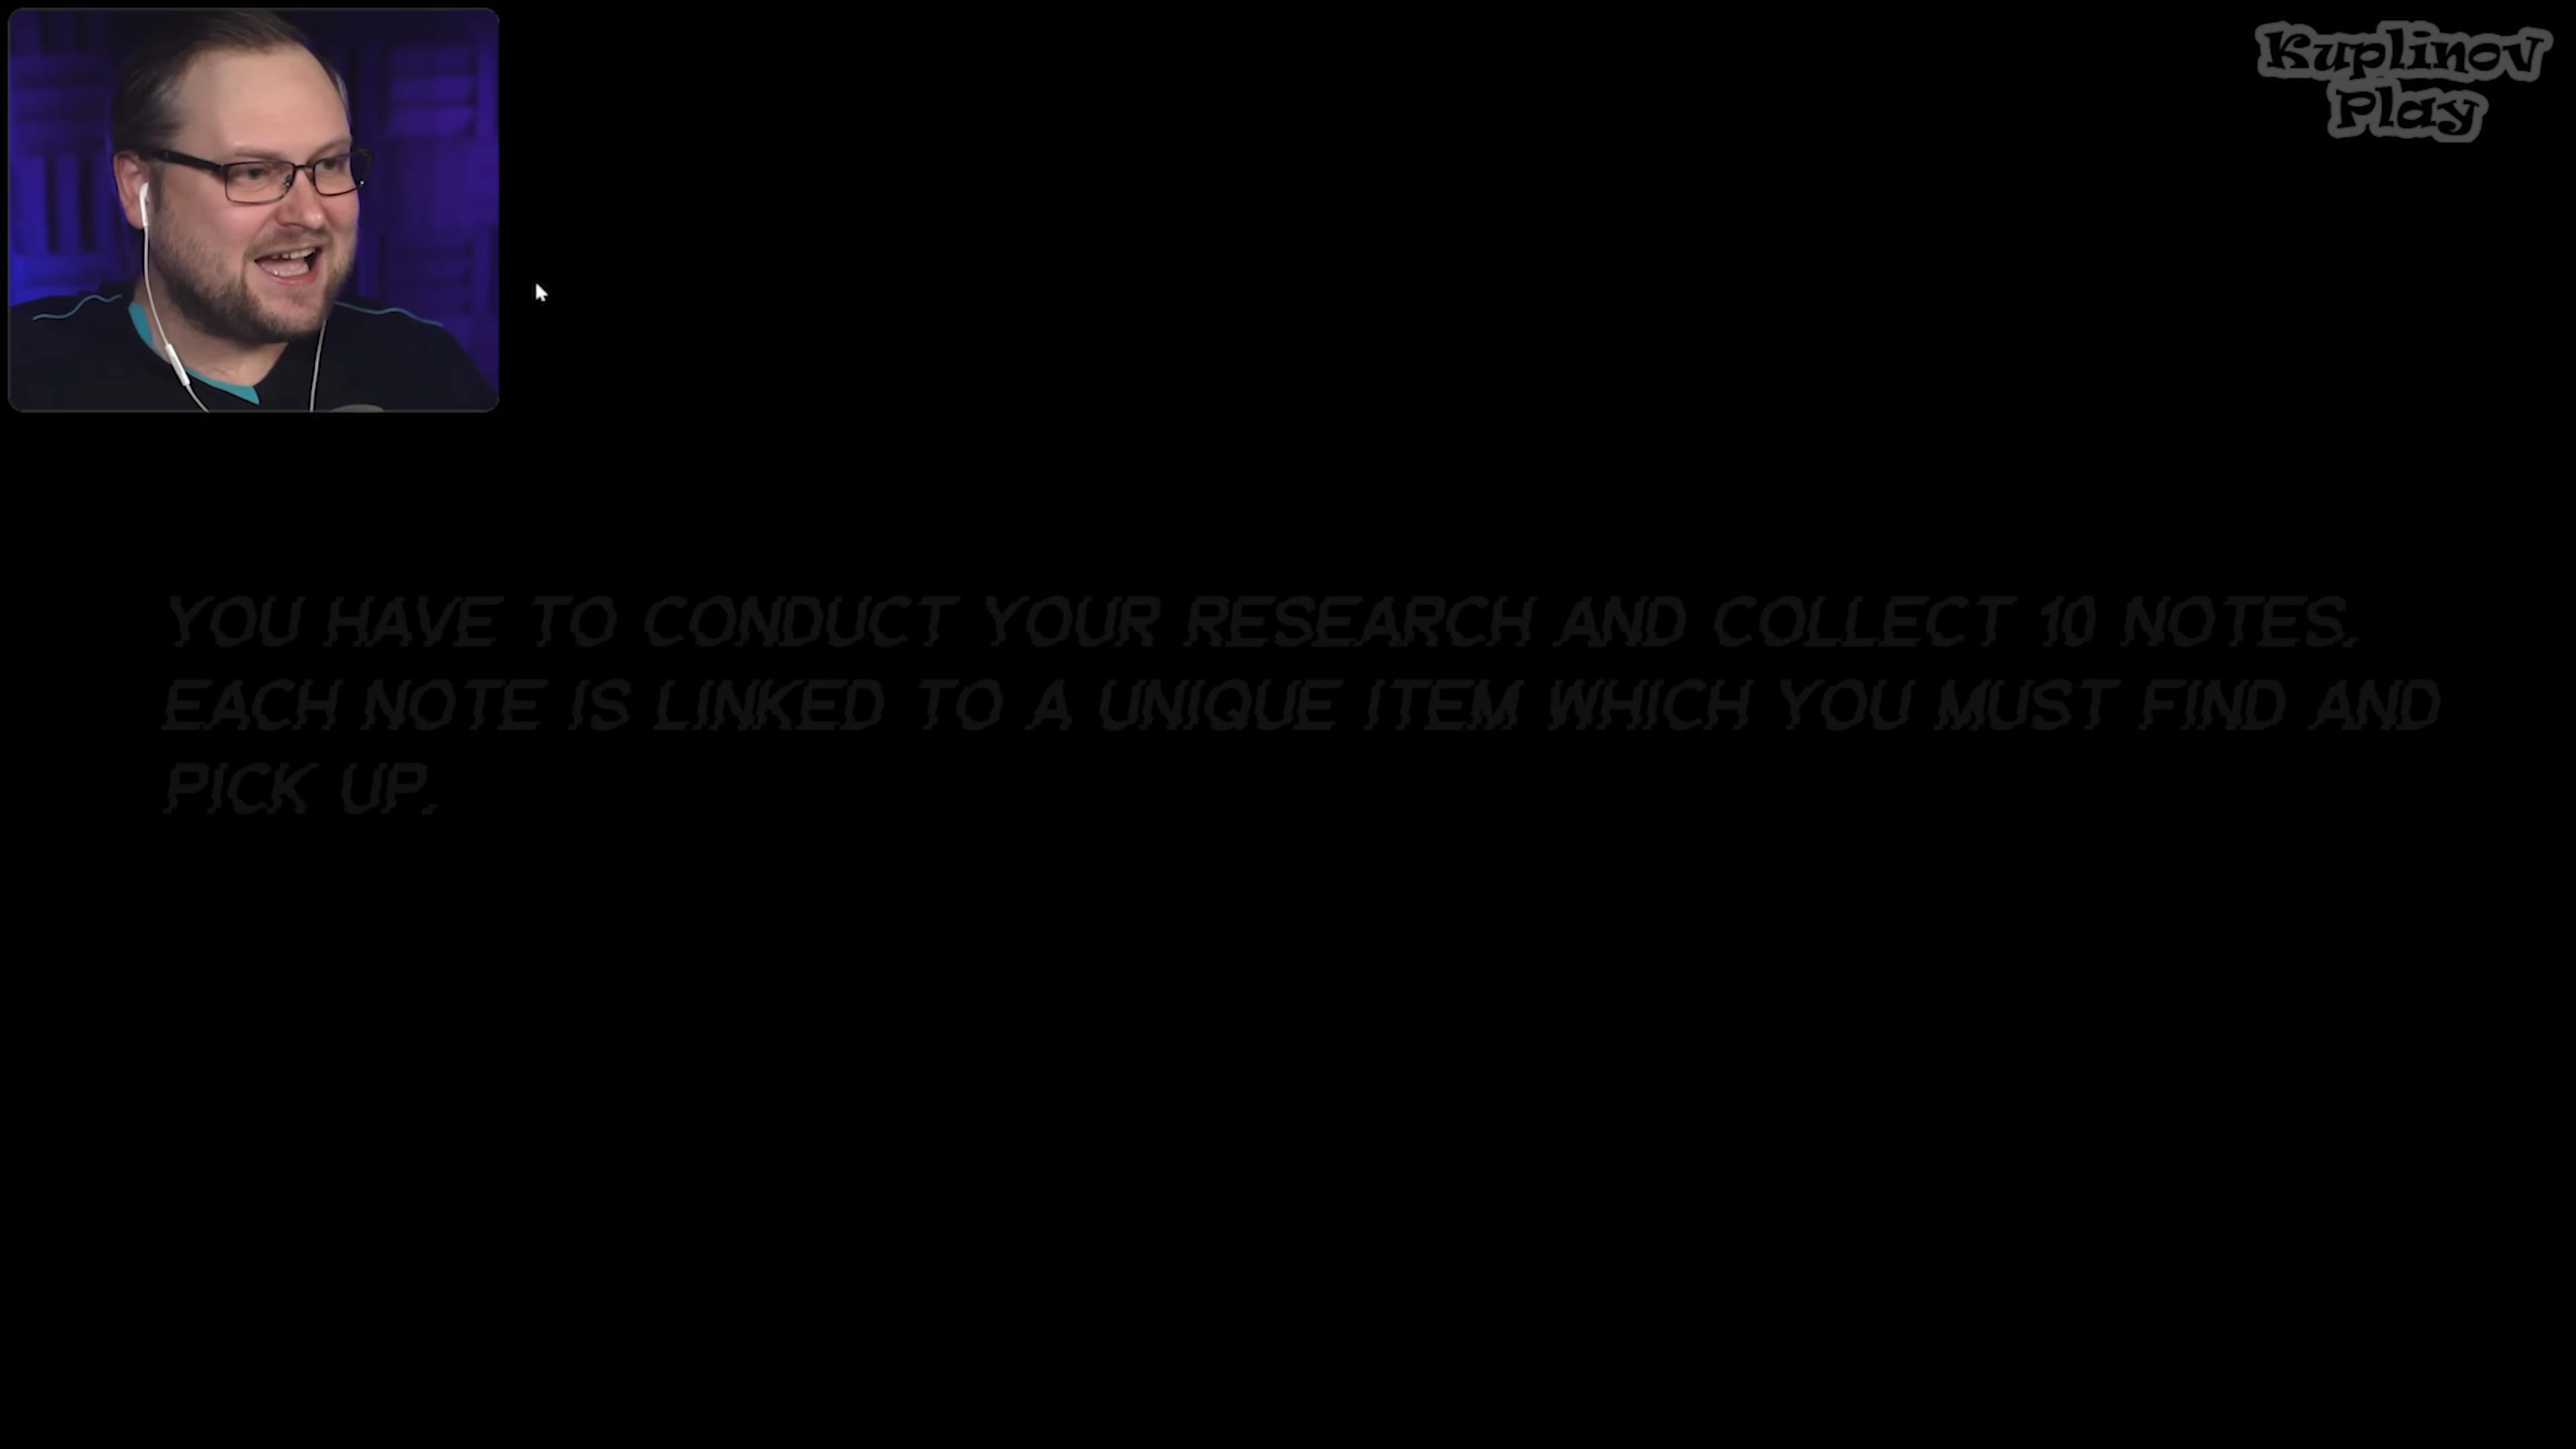 Kuplinov
Play
YOU HAVE TO CONDUCT YOUR RESEARCH AND COLLECT 10 NOTES.
EACH NOTE IS LINKED TO A UNIQUE ITEM WHICH YOU MUST FIND AND
PICK UP.